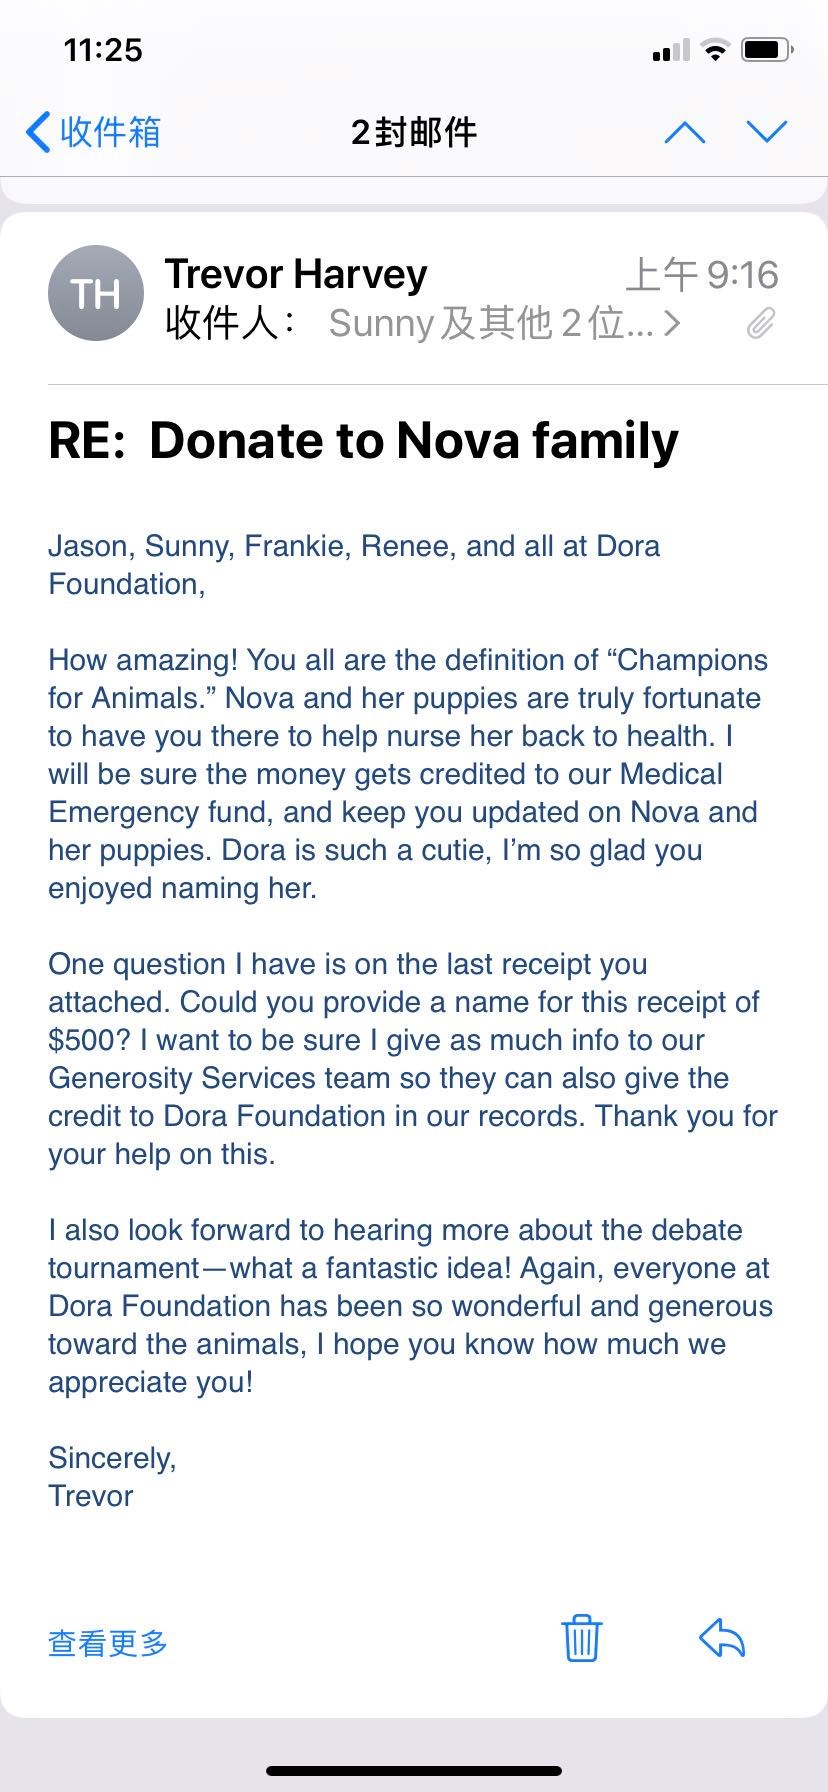 11:25
收件箱
2封邮件
TH
Trevor Harvey
上午 9:16
收件人： Sunny及其他2位...
RE:  Donate to Nova family
Jason, Sunny, Frankie, Renee, and all at Dora
Foundation,
How amazing! You all are the definition of “Champions
for Animals.” Nova and her puppies are truly fortunate
to have you there to help nurse her back to health. I
will be sure the money gets credited to our Medical
Emergency fund, and keep you updated on Nova and
her puppies. Dora is such a cutie, I’m so glad you
enjoyed naming her.
One question I have is on the last receipt you
attached. Could you provide a name for this receipt of
$500? I want to be sure I give as much info to our
Generosity Services team so they can also give the
credit to Dora Foundation in our records. Thank you for
your help on this.
I also look forward to hearing more about the debate
tournament—what a fantastic idea! Again, everyone at
Dora Foundation has been so wonderful and generous
toward the animals, I hope you know how much we
appreciate you!
Sincerely,
Trevor
查看更多